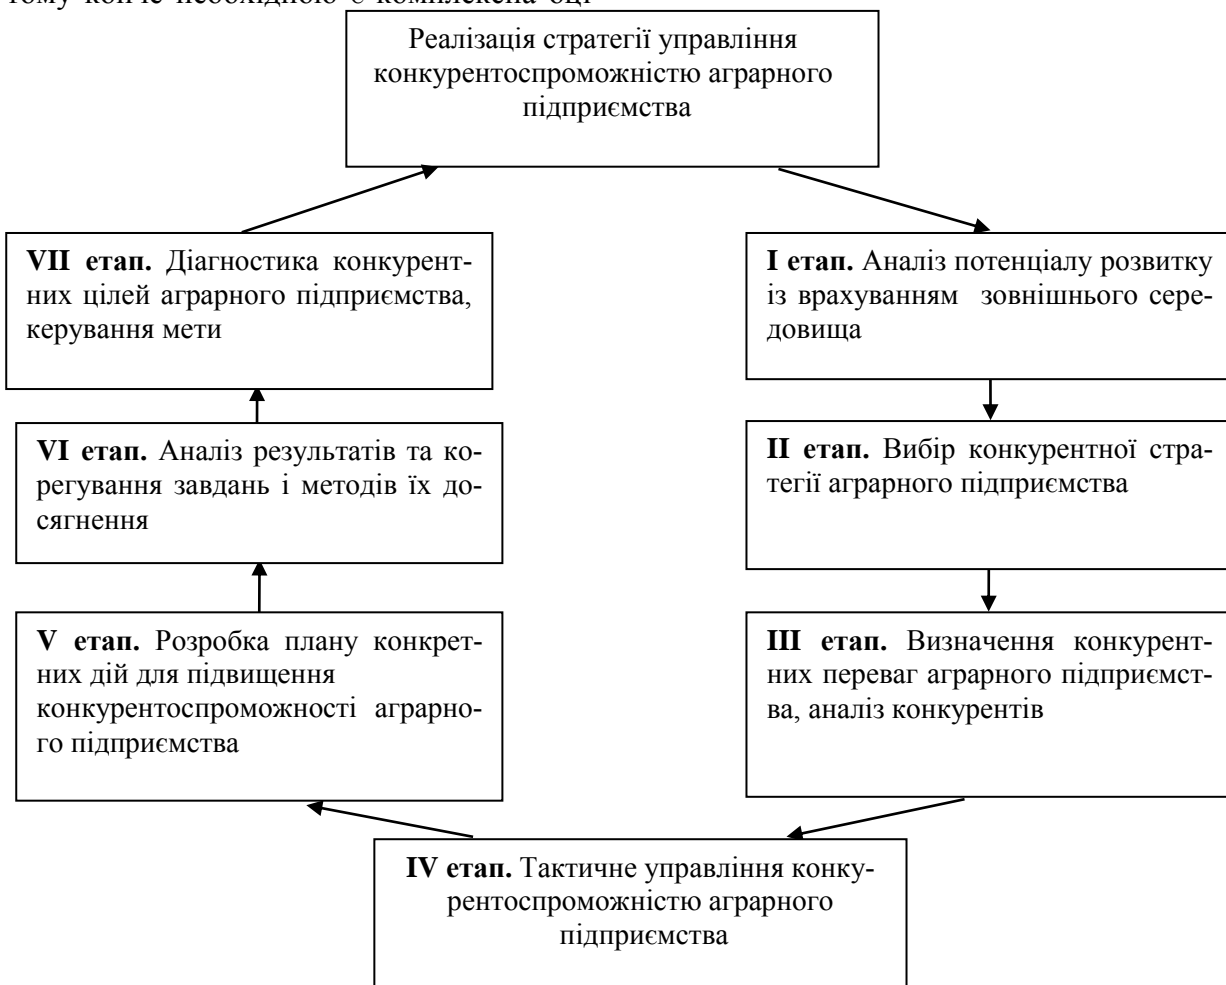 тому конче необхідною є комплексна оці-
Реалізація стратегії управління
конкурентоспроможністю аграрного
підприємства
VII етап. Діагностика конкурент-
них цілей аграрного підприємства,
керування мети
I етап. Аналіз потенціалу розвитку
із врахуванням зовнішнього сере-
довища
VI етап. Аналіз результатів та ко-
регування завдань і методів їх до-
сягнення
II етап. Вибір конкурентної стра-
тегії аграрного підприємства
V етап. Розробка плану конкрет-
них дій для підвищення
конкурентоспроможності аграрно-
го підприємства
III етап. Визначення конкурент-
них переваг аграрного підприємст-
ва, аналіз конкурентів
IV етап. Тактичне управління конку-
рентоспроможністю аграрного
підприємства